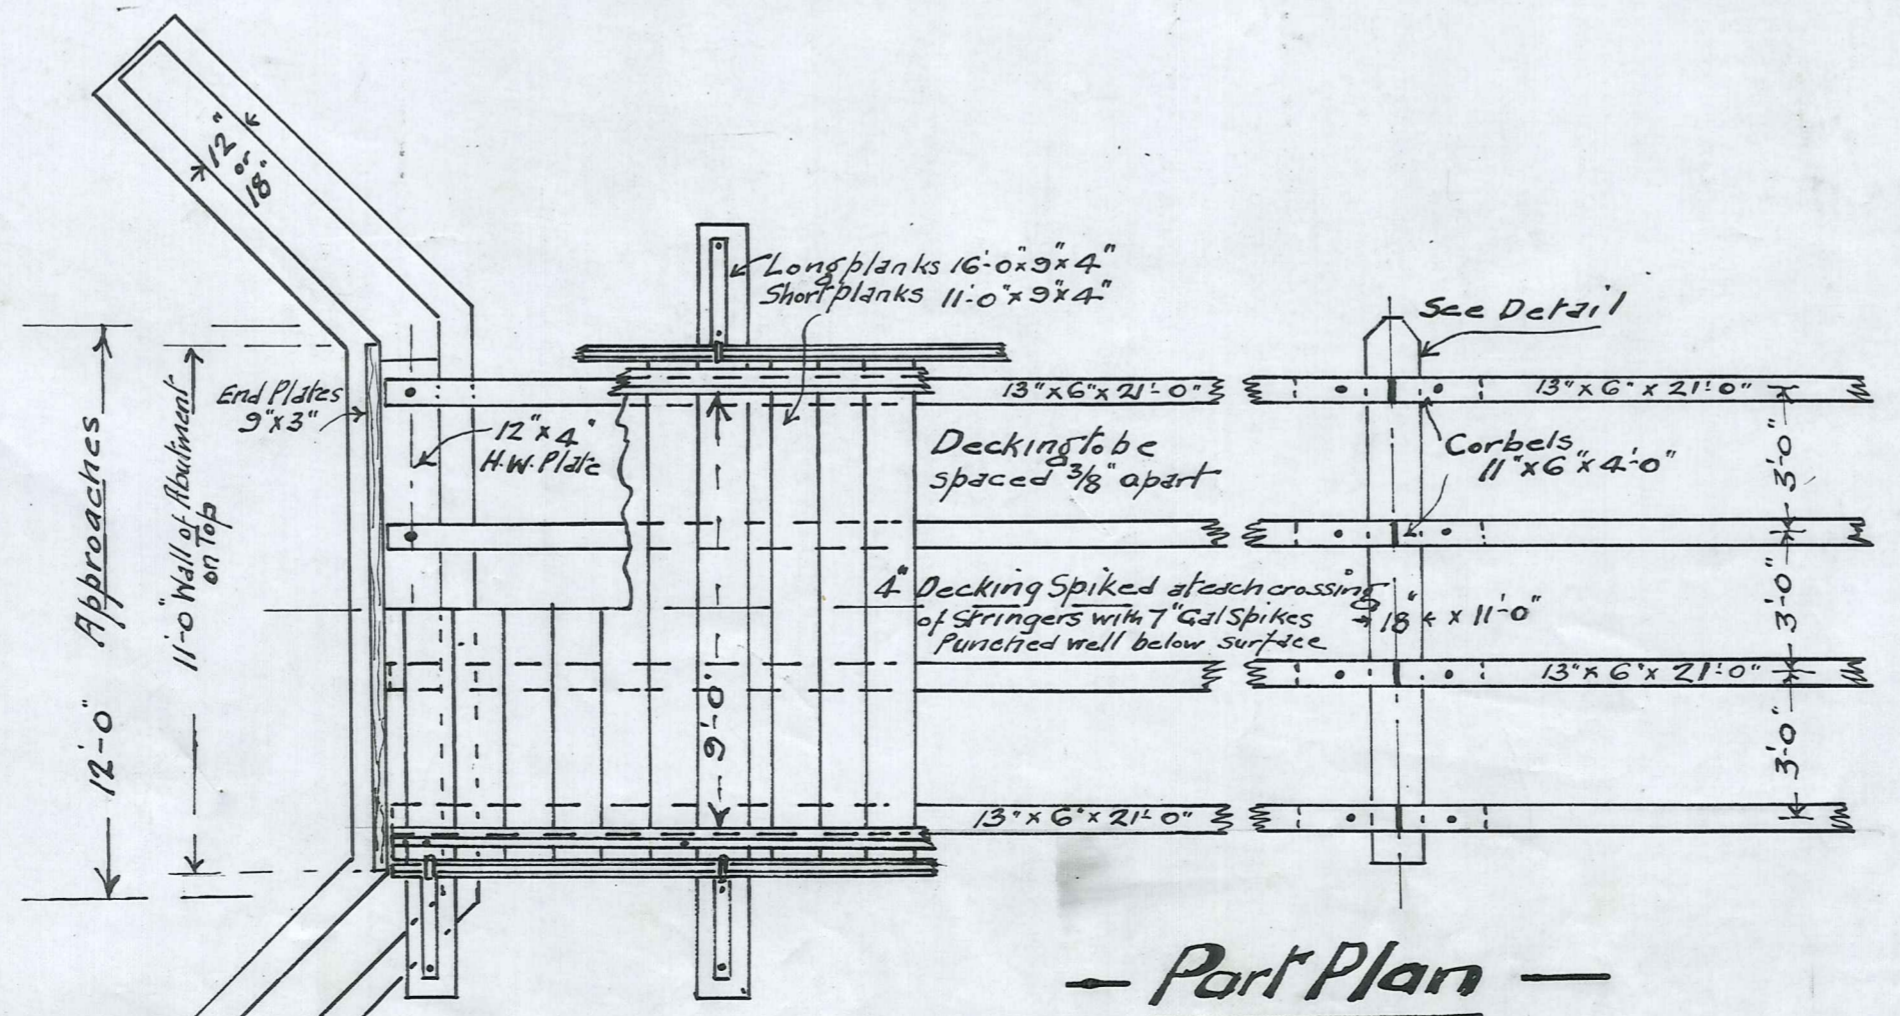 12"
or
18"
Long planks 16'-0"x9"x4"
Short planks 11'-0"x9"x4"
See Detail
End Plates
9"x3"
12"x4"
H.W. Plate
13"x6"x21'-0"
13"x6"x21'-0"
Decking to be
spaced 3/8" apart
Corbels
11"x6"x4'-0"
3'-0"
3'-0"
3'-0"
12'-0" Approaches
11'-0" Wall of Abutment
on Top
4" Decking Spiked at each crossing
of Stringers with 7" Gal Spikes
Punched well below surface
18" x 11'-0"
13"x6"x21'-0"
9'-0"
13"x6"x21'-0"
Part Plan